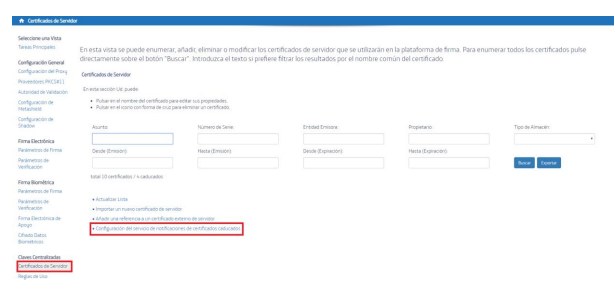 Certificados de Servidor
Seleccione una Vista
Tareas Principales
Configuración General
Configuración del Proxy
Proveedores PKCS#11
Autoridad de Validación
Configuración de
Metashield
Configuración de
Shadow
Firma Electrónica
Parámetros de Firma
Parámetros de
Verificación
Firma Biométrica
Parámetros de Firma
Parámetros de
Verificación
Firma Electrónica de
Apoyo
Cifrado Datos
Biométricos
Claves Centralizadas
Certificados de Servidor
Reglas de Uso
En esta vista se puede enumerar, añadir, eliminar o modificar los certificados de servidor que se utilizarán en la plataforma de firma. Para enumerar todos los certificados pulse
directamente sobre el botón "Buscar". Introduzca el texto si prefiere filtrar los resultados por el nombre común del certificado.
Certificados de Servidor
En esta sección Ud. puede:
Pulsar en el nombre del certificado para editar sus propiedades
Pulsar en el icono con forma de cruz para eliminar un certificado
Asunto: Número de Serie: Entidad Emisora: Propietario: Tipo de Almacén:
Desde (Emisión): Hasta (Emisión): Desde (Expiración): Hasta (Expiración):
Buscar Exportar
total 10 certificados / 4 caducados
Actualizar Lista
Importar un nuevo certificado de servidor
Añadir una referencia a un certificado externo de servidor
Configuración del servicio de notificaciones de certificados caducados